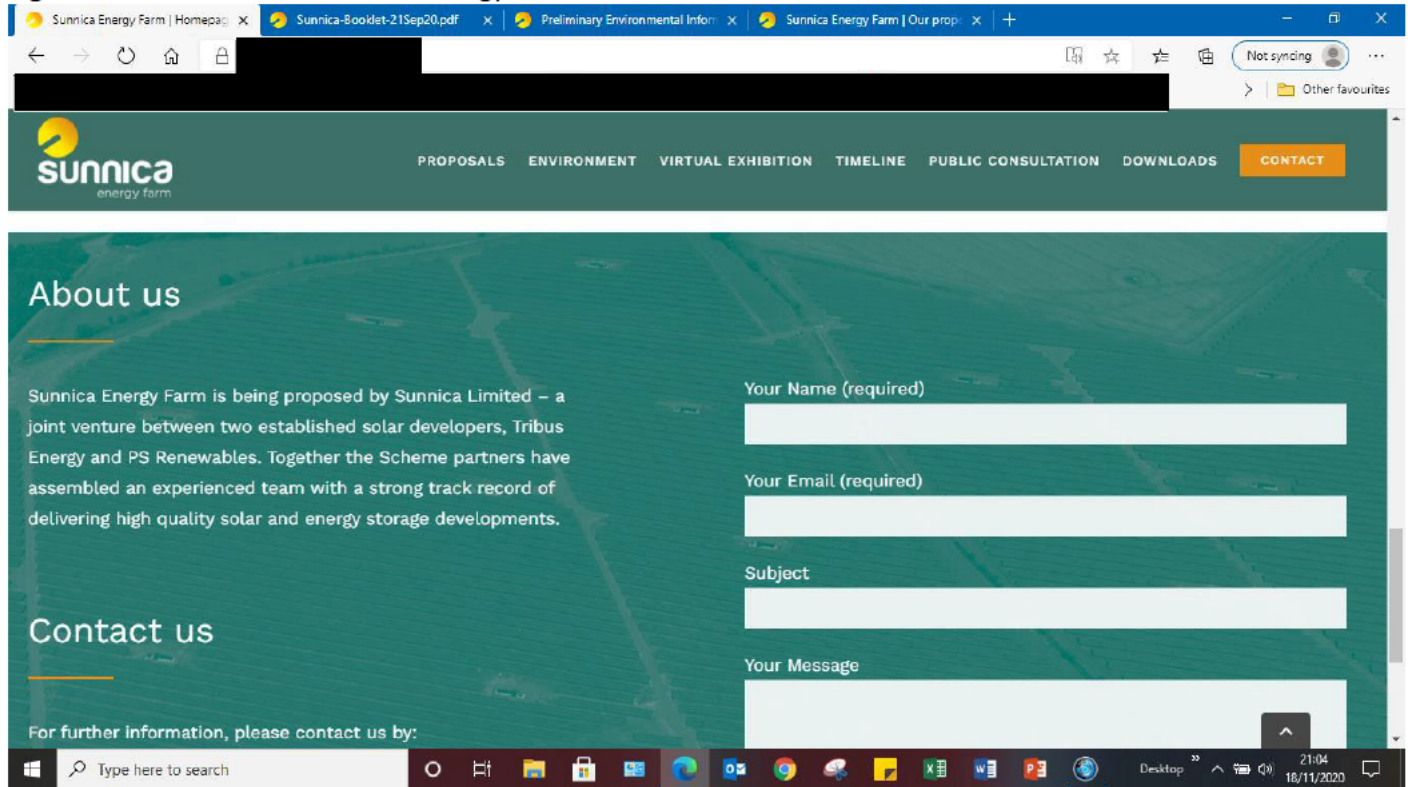 Sunnica Energy Farm | Homepag
Sunnica-Booklet-21Sep20.pdf
Preliminary Environmental Inform
Sunnica Energy Farm | Our prop
Not syncing
Other favourites
sunnica
energy farm
PROPOSALS ENVIRONMENT VIRTUAL EXHIBITION TIMELINE PUBLIC CONSULTATION DOWNLOADS CONTACT
About us
Sunnica Energy Farm is being proposed by Sunnica Limited – a
joint venture between two established solar developers, Tribus
Energy and PS Renewables. Together the Scheme partners have
assembled an experienced team with a strong track record of
delivering high quality solar and energy storage developments.
Contact us
For further information, please contact us by:
Your Name (required)
Your Email (required)
Subject
Your Message
Type here to search
Desktop
21:04
18/11/2020